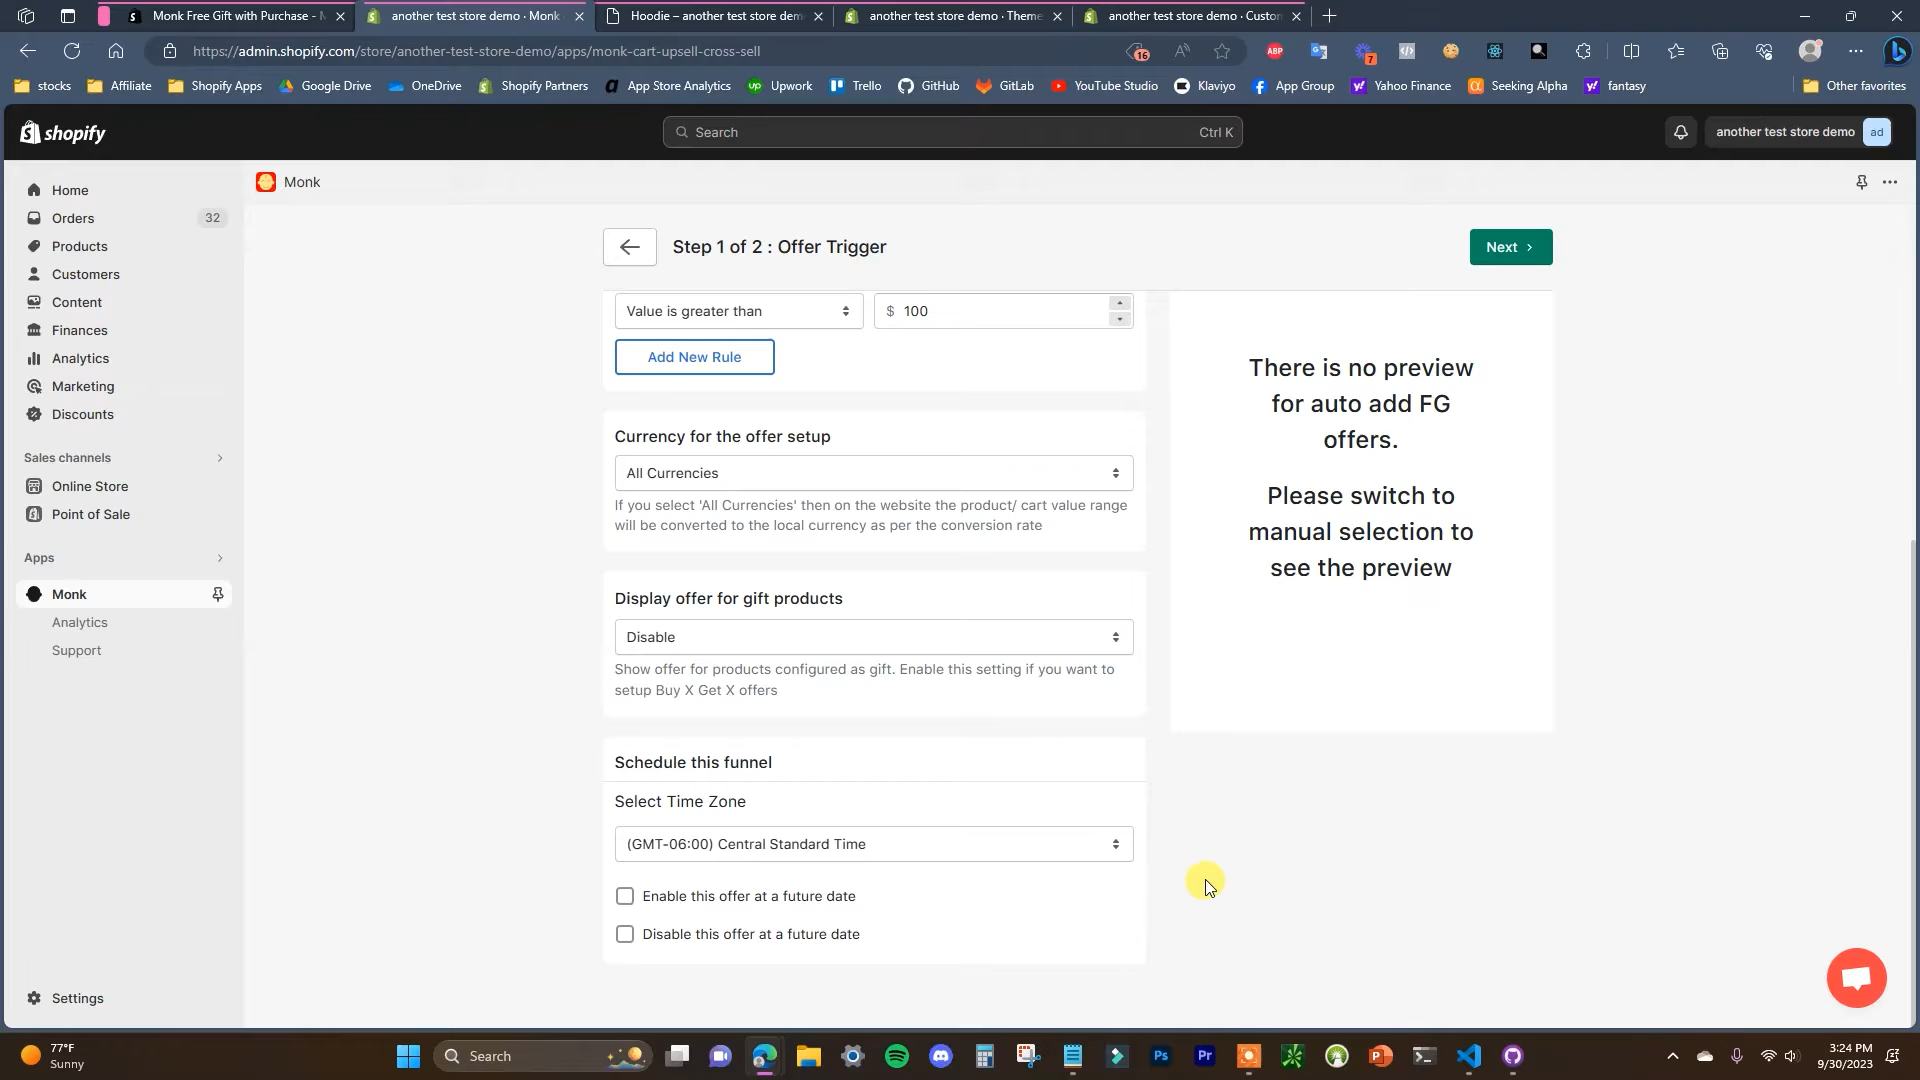 Monk Free Gift with Purchase -
another test store demo · Monk
Hoodie – another test store dem
another test store demo · Theme
another test store demo · Custon
https://admin.shopify.com/store/another-test-store-demo/apps/monk-cart-upsell-cross-sell
16
ABP
7
stocks
Affiliate
Shopify Apps
Google Drive
OneDrive
Shopify Partners
App Store Analytics
Upwork
Trello
GitHub
GitLab
YouTube Studio
Klaviyo
App Group
Yahoo Finance
Seeking Alpha
fantasy
Other favorites
shopify
Search
Ctrl K
another test store demo
ad
Home
Orders
32
Products
Customers
Content
Finances
Analytics
Marketing
Discounts
Sales channels
Online Store
Point of Sale
Apps
Monk
Analytics
Support
Settings
Monk
Step 1 of 2 : Offer Trigger
Next
Value is greater than
$ 100
Add New Rule
Currency for the offer setup
All Currencies
If you select 'All Currencies' then on the website the product/ cart value range
will be converted to the local currency as per the conversion rate
Display offer for gift products
Disable
Show offer for products configured as gift. Enable this setting if you want to
setup Buy X Get X offers
Schedule this funnel
Select Time Zone
(GMT-06:00) Central Standard Time
Enable this offer at a future date
Disable this offer at a future date
There is no preview
for auto add FG
offers.
Please switch to
manual selection to
see the preview
77°F
Sunny
Search
Ps
Pr
3:24 PM
9/30/2023